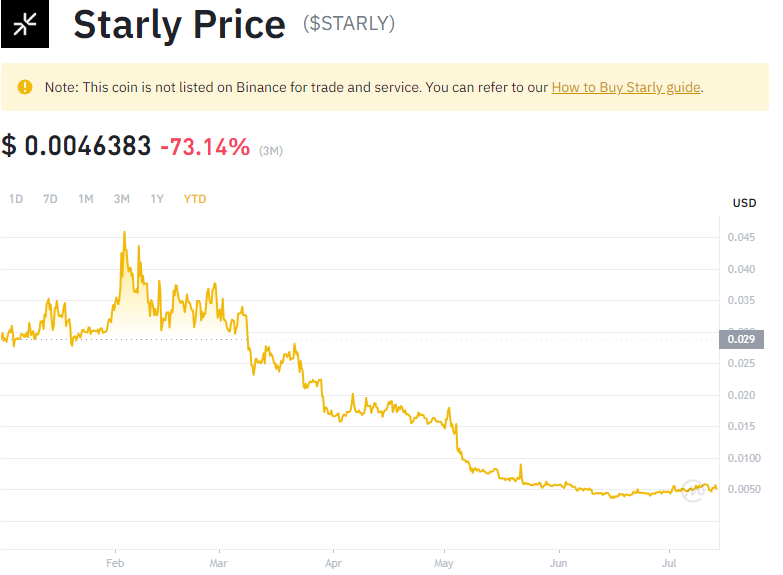 Starly Price ($STARLY)
Note: This coin is not listed on Binance for trade and service. You can refer to our How to Buy Starly guide.
$ 0.0046383 -73.14% (3M)
1D 7D 1M 3M 1Y YTD
USD
0.045
0.040
0.035
0.029
0.025
0.020
0.015
0.0100
0.0050
Feb Mar Apr May Jun Jul